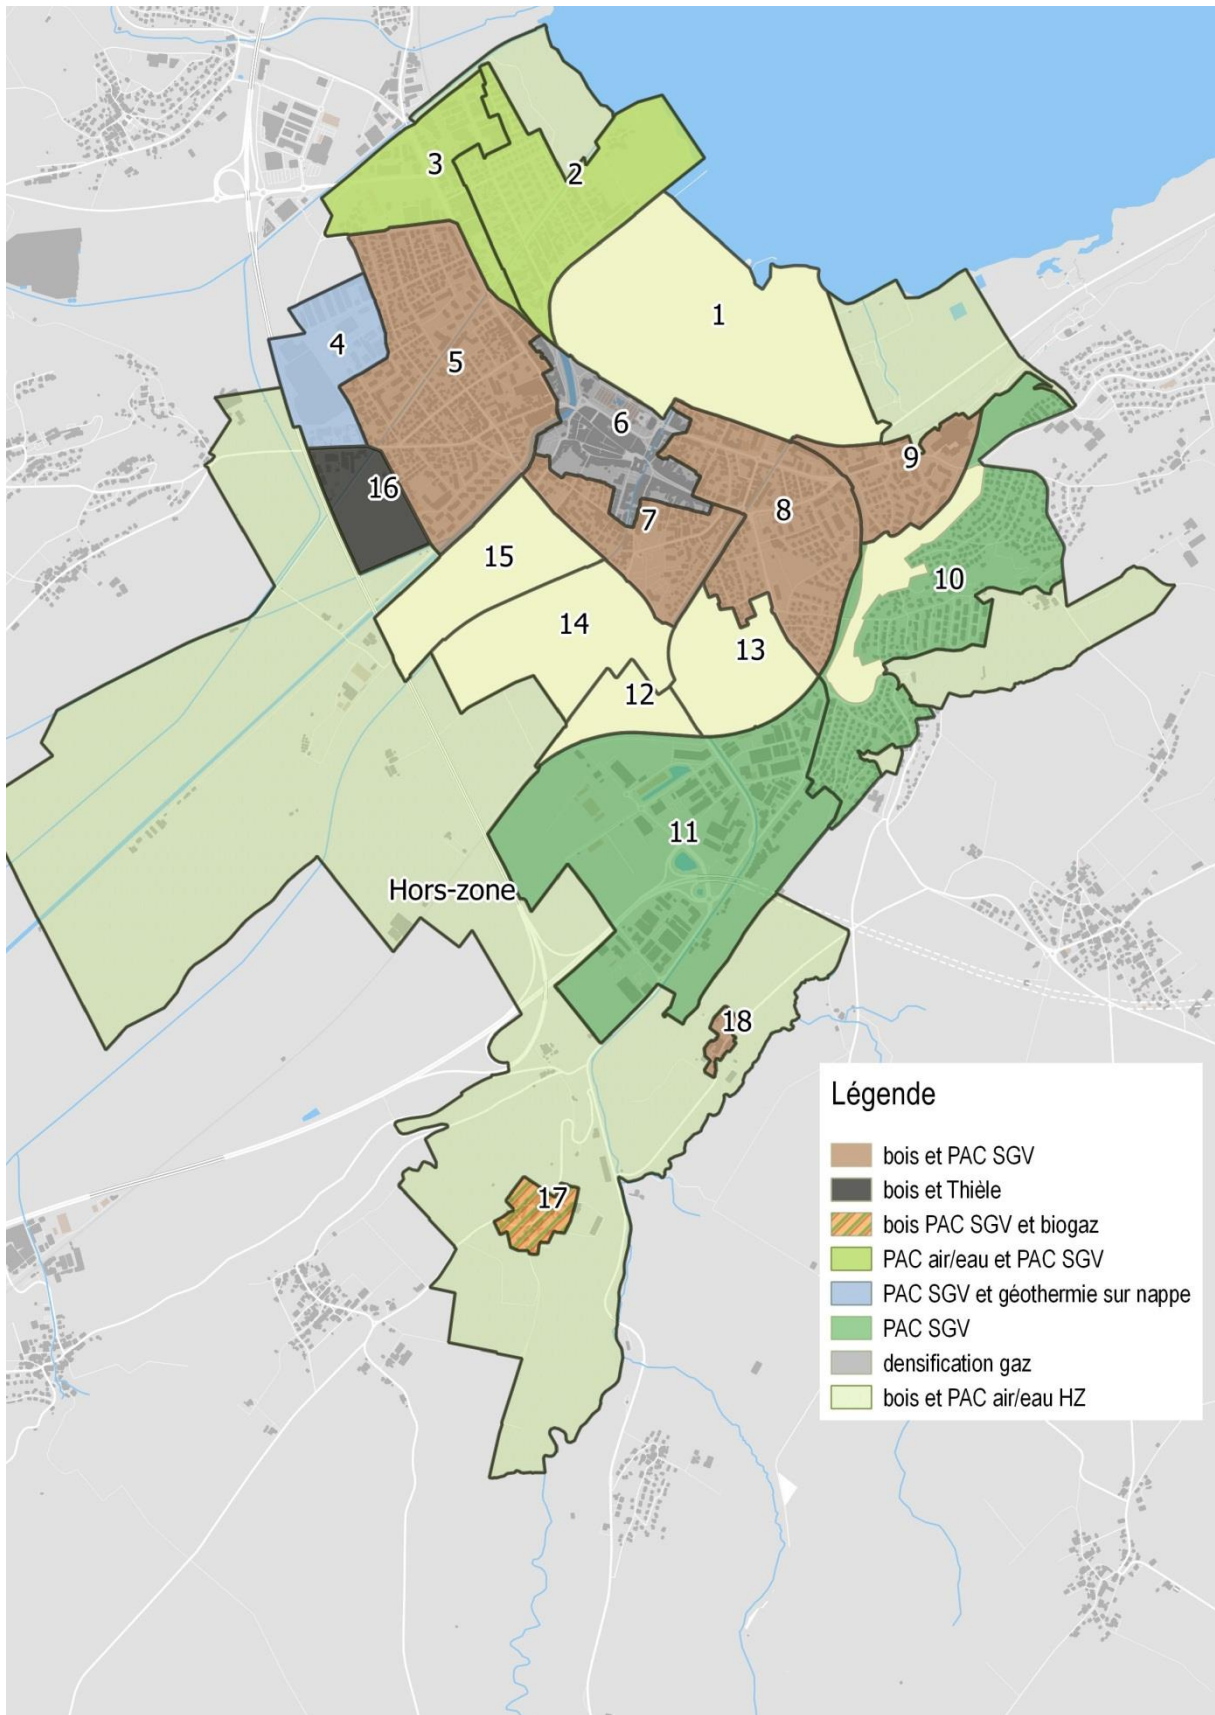 3
2
1
4
5
6
9
16
7
8
15
10
14
13
12
11
Hors-zone
18
17
Légende
bois et PAC SGV
bois et Thièle
bois PAC SGV et biogaz
PAC air/eau et PAC SGV
PAC SGV et géothermie sur nappe
PAC SGV
densification gaz
bois et PAC air/eau HZ